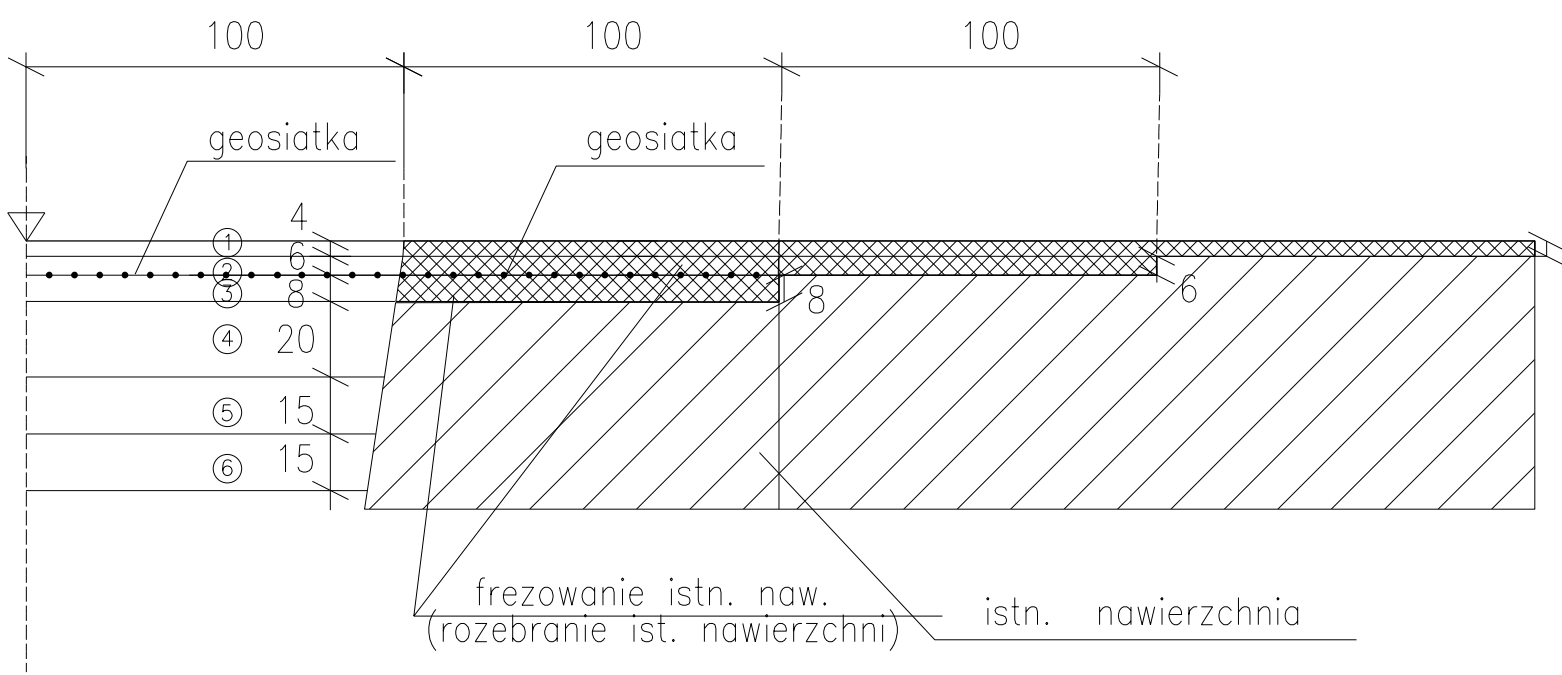 100 100 100
geosiatka geosiatka
4
1
6
2
3 8 8 6
4 20
5 15
6 15
frezowanie istn. naw.
(rozebranie ist. nawierzchni)
istn. nawierzchnia